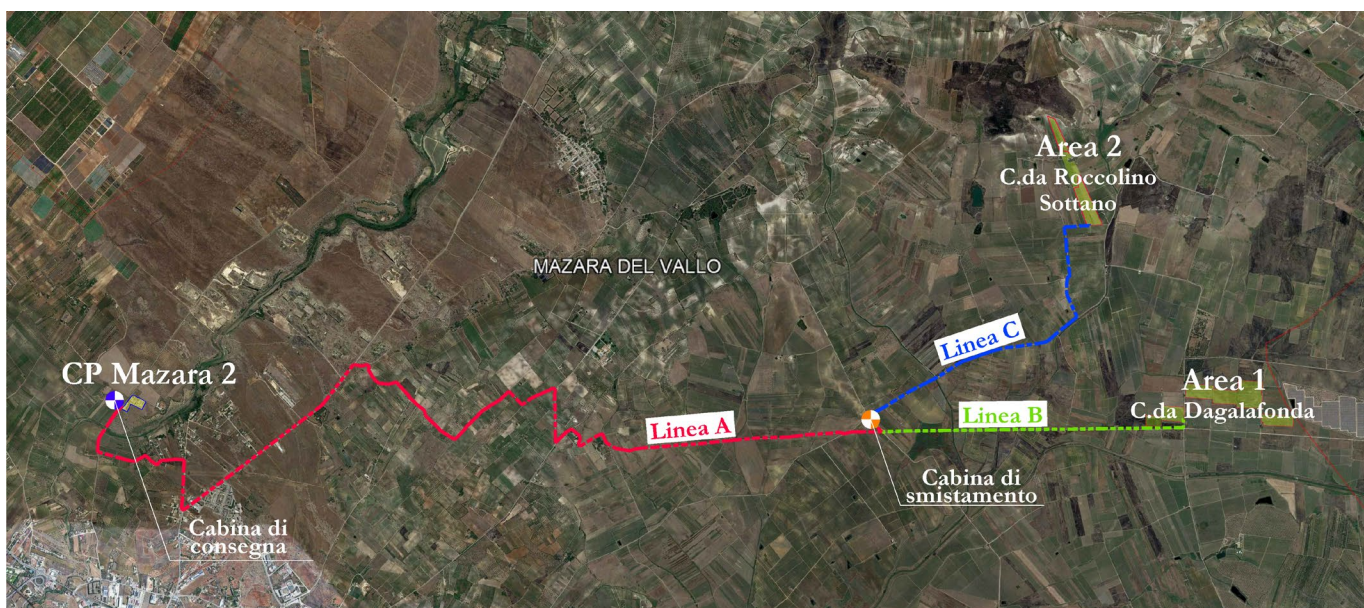 Area 2
C.da Roccolino
Sottano
MAZARA DEL VALLO
Linea C
CP Mazara 2
Area 1
C.da Dagalafonda
Linea A
Linea B
Cabina di
smistamento
Cabina di
consegna